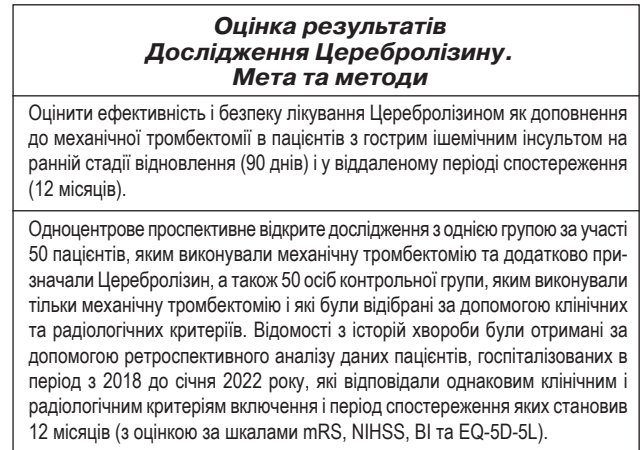 Оцінка результатів
Дослідження Церебролізину.
Мета та методи
Оцінити ефективність і безпеку лікування Церебролізином як доповнення
до механічної тромбектомії в пацієнтів з гострим ішемічним інсультом на
ранній стадії відновлення (90 днів) і у віддаленому періоді спостереження
(12 місяців).
Одноцентрове проспективне відкрите дослідження з однією групою за участі
50 пацієнтів, яким виконували механічну тромбектомію та додатково при-
значали Церебролізин, а також 50 осіб контрольної групи, яким виконували
тільки механічну тромбектомію і які були відібрані за допомогою клінічних
та радіологічних критеріїв. Відомості з історій хвороби були отримані за
допомогою ретроспективного аналізу даних пацієнтів, госпіталізованих в
період з 2018 до січня 2022 року, які відповідали однаковим клінічним і
радіологічним критеріям включення і період спостереження яких становив
12 місяців (з оцінкою за шкалами mRS, NIHSS, BI та EQ-5D-5L).